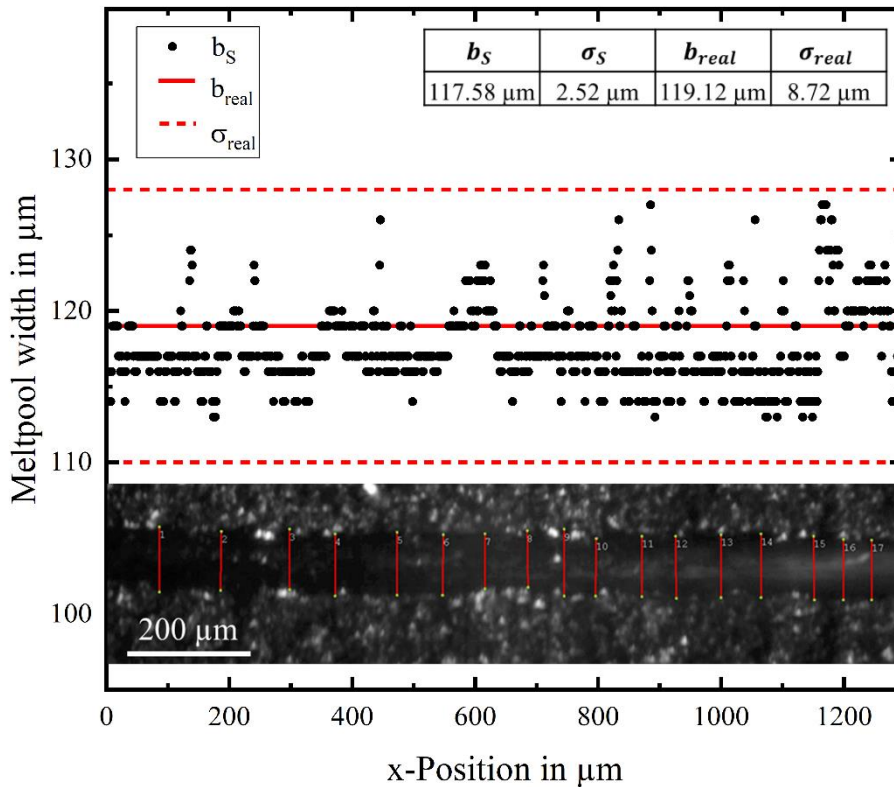 b_S
b_real
σ_real
b_S σ_S b_real σ_real
117.58 µm 2.52 µm 119.12 µm 8.72 µm
Meltpool width in µm
130
120
110
100
1 2 3 4 5 6 7 8 9 10 11 12 13 14 15 16 17
200 µm
0 200 400 600 800 1000 1200
x-Position in µm